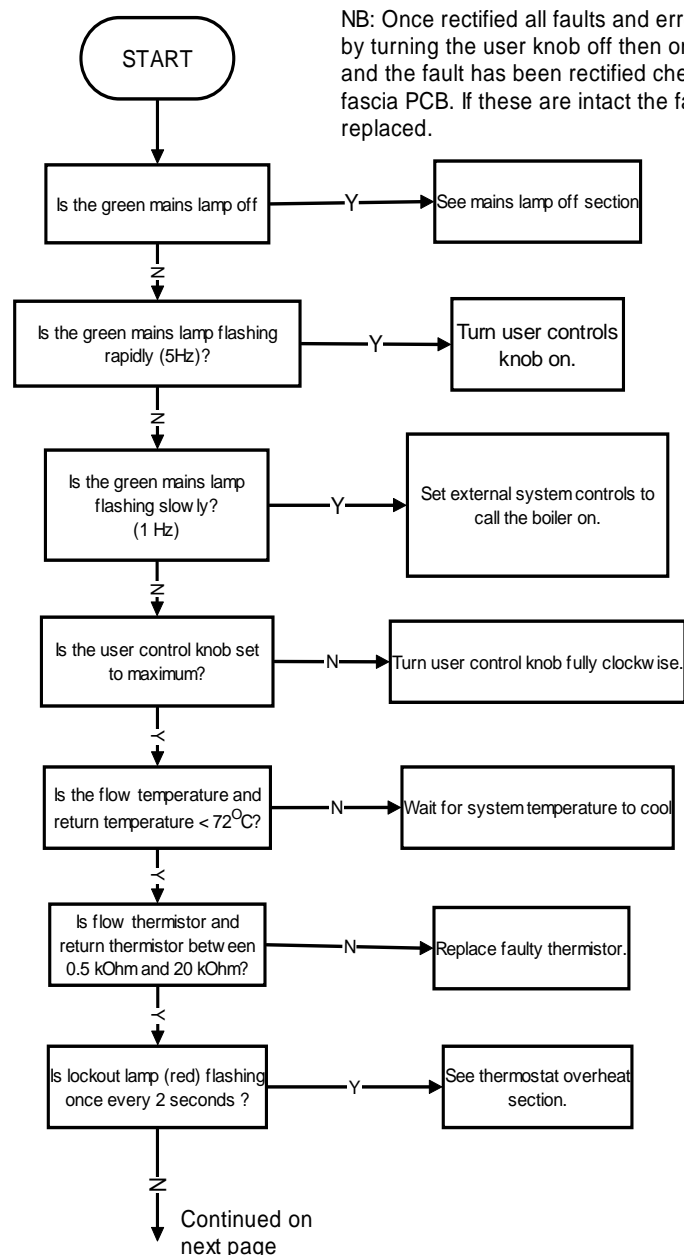 NB: Once rectified all faults and err
by turning the user knob off then or
and the fault has been rectified che
fascia PCB. If these are intact the fa
replaced.
START
Is the green mains lamp off
Y
See mains lamp off section
N
Is the green mains lamp flashing
rapidly (5Hz)?
Y
Turn user controls
knob on.
N
Is the green mains lamp
flashing slowly?
(1 Hz)
Y
Set external system controls to
call the boiler on.
N
Is the user control knob set
to maximum?
N
Turn user control knob fully clockwise.
Y
Is the flow temperature and
return temperature < 72°C?
N
Wait for system temperature to cool
Y
Is flow thermistor and
return thermistor between
0.5 kOhm and 20 kOhm?
N
Replace faulty thermistor.
Y
Is lockout lamp (red) flashing
once every 2 seconds ?
Y
See thermostat overheat
section.
N
Continued on
next page